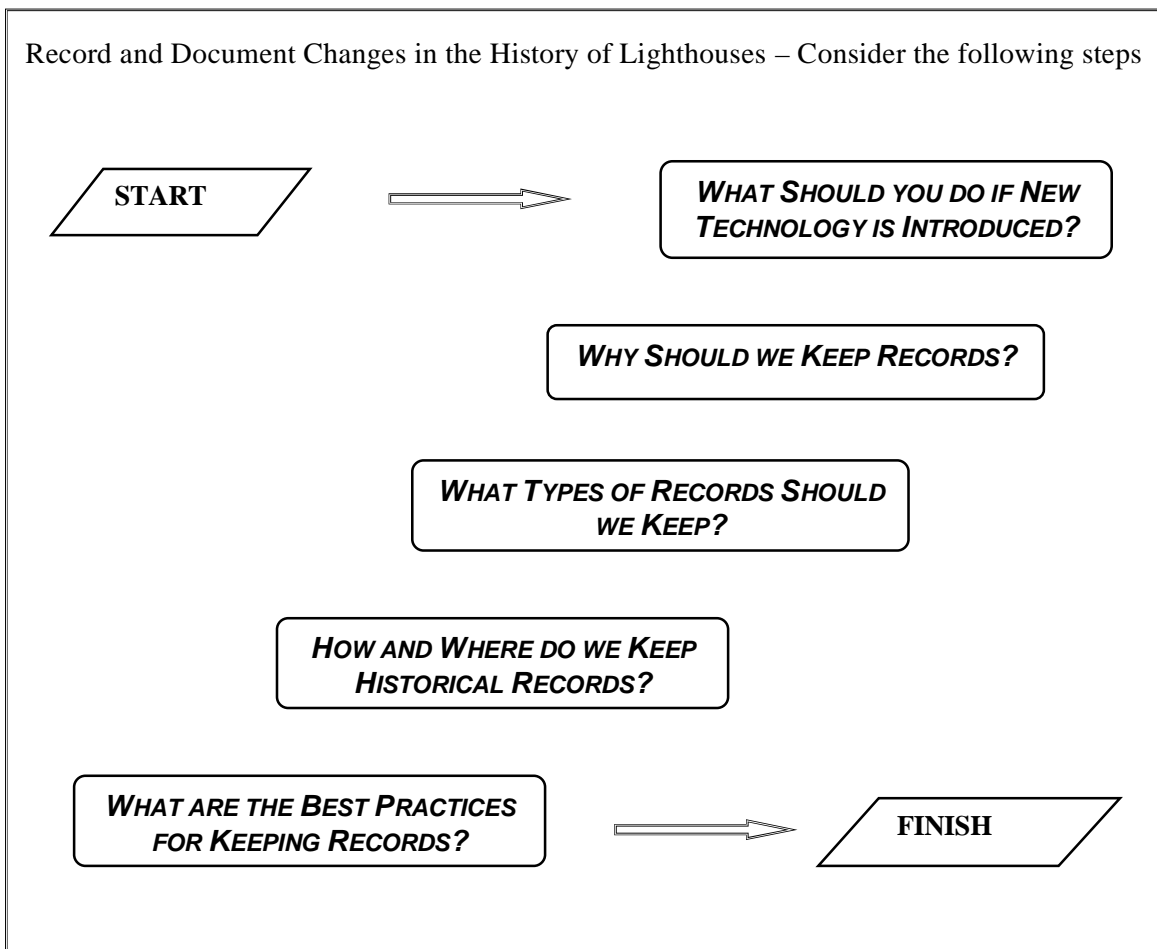 Record and Document Changes in the History of Lighthouses – Consider the following steps
START
WHAT SHOULD YOU DO IF NEW
TECHNOLOGY IS INTRODUCED?
WHY SHOULD WE KEEP RECORDS?
WHAT TYPES OF RECORDS SHOULD
WE KEEP?
HOW AND WHERE DO WE KEEP
HISTORICAL RECORDS?
WHAT ARE THE BEST PRACTICES
FOR KEEPING RECORDS?
FINISH